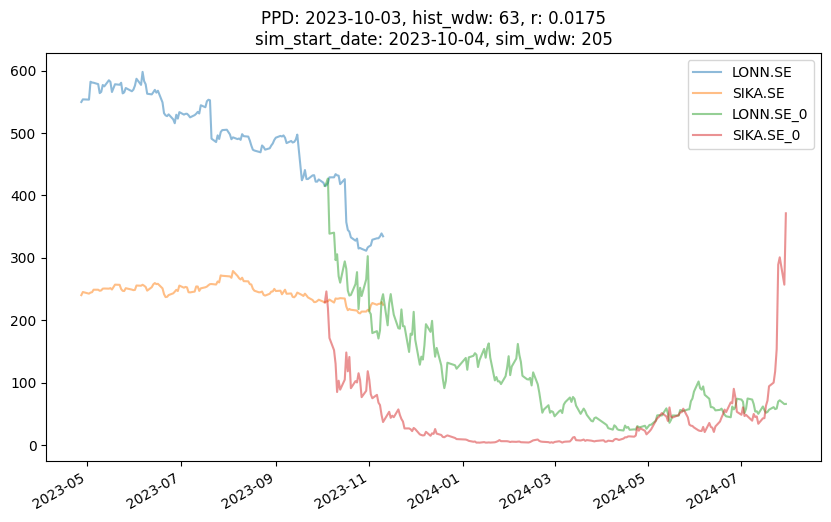 PPD: 2023-10-03, hist_wdw: 63, r: 0.0175
sim_start_date: 2023-10-04, sim_wdw: 205
LONN.SE
SIKA.SE
LONN.SE_0
SIKA.SE_0
600
500
400
300
200
100
0
2023-05
2023-07
2023-09
2023-11
2024-01
2024-03
2024-05
2024-07